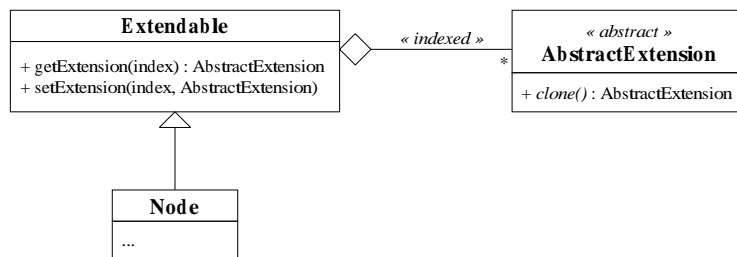 Extendable
+ getExtension(index) : AbstractExtension
+ setExtension(index, AbstractExtension)
« indexed »
*
« abstract »
AbstractExtension
+ clone() : AbstractExtension
Node
...